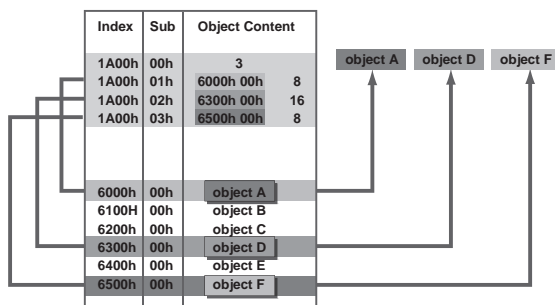 Index Sub Object Content
1A00h 00h 3
1A00h 01h 6000h 00h 8
1A00h 02h 6300h 00h 16
1A00h 03h 6500h 00h 8
object A object D object F
6000h 00h object A
6100H 00h object B
6200h 00h object C
6300h 00h object D
6400h 00h object E
6500h 00h object F